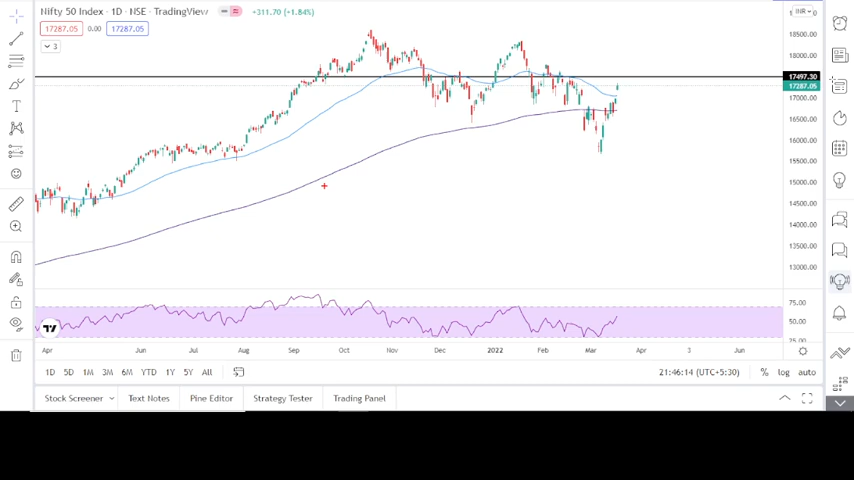 Nifty 50 Index · 1D · NSE · TradingView
+311.70 (+1.84%)
INR
17287.05 0.00 17287.05
3
18500.00
18000.00
17497.30
17287.05
17000.00
16500.00
16000.00
15500.00
15000.00
14500.00
14000.00
13500.00
13000.00
75.00
50.00
25.00
Apr Jun Jul Aug Sep Oct Nov Dec 2022 Feb Mar Apr 3 Jun
1D 5D 1M 3M 6M YTD 1Y 5Y All
21:46:14 (UTC+5:30) % log auto
Stock Screener Text Notes Pine Editor Strategy Tester Trading Panel